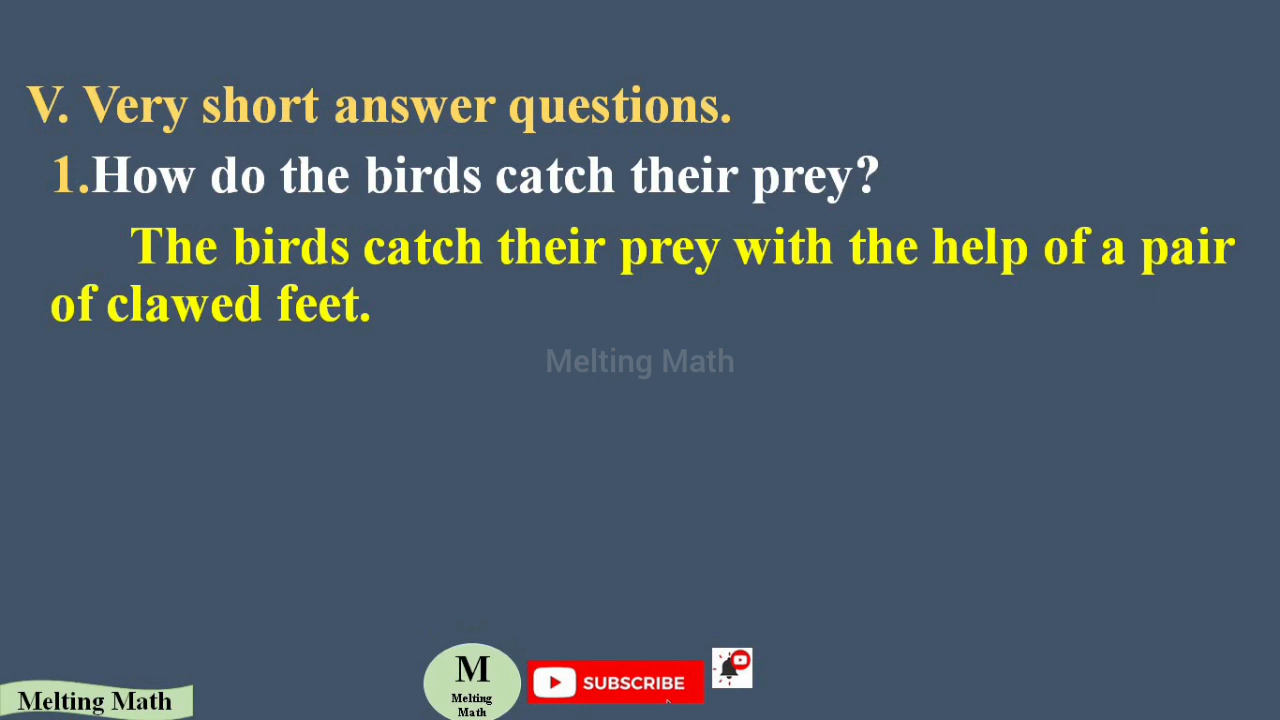 V. Very short answer questions.
1.How do the birds catch their prey?
The birds catch their prey with the help of a pair
of clawed feet.
Melting Math
M
Melting
Math
SUBSCRIBE
Melting Math